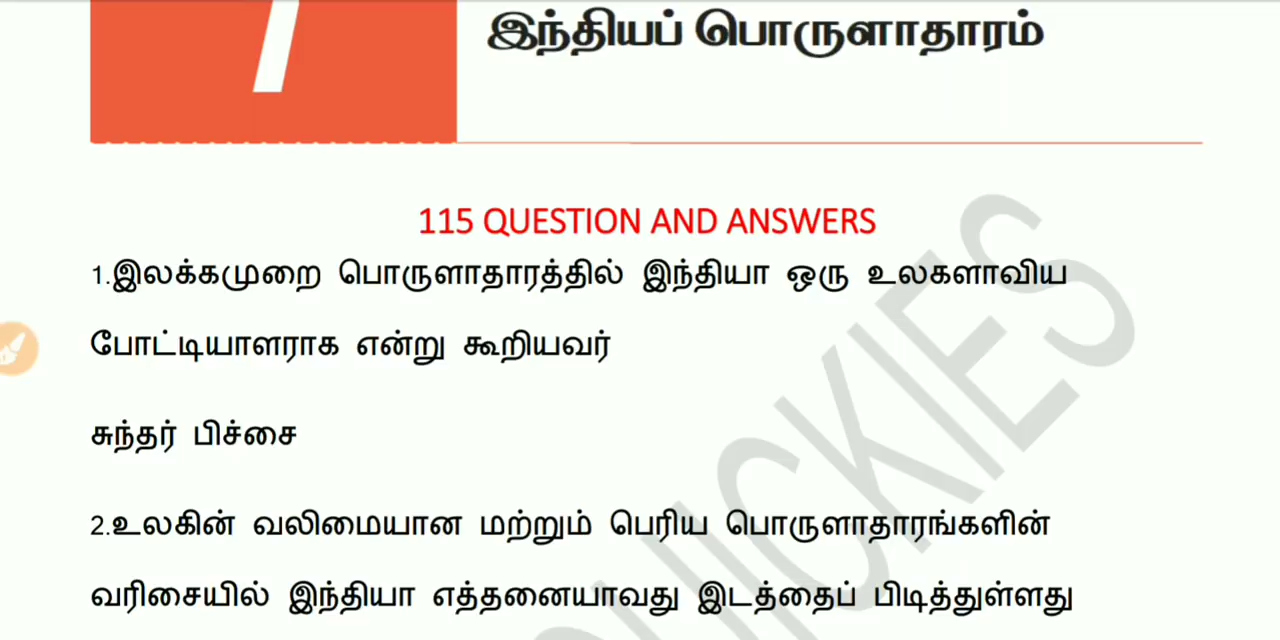 7
இந்தியப் பொருளாதாரம்
115 QUESTION AND ANSWERS
1.இலக்கமுறை பொருளாதாரத்தில் இந்தியா ஒரு உலகளாவிய
போட்டியாளராக என்று கூறியவர்
சுந்தர் பிச்சை
2.உலகின் வலிமையான மற்றும் பெரிய பொருளாதாரங்களின்
வரிசையில் இந்தியா எத்தனையாவது இடத்தைப் பிடித்துள்ளது